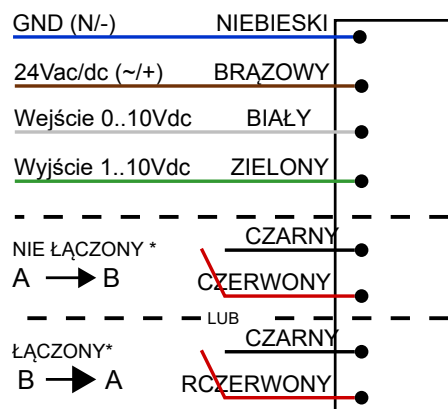 GND (N/-) NIEBIESKI
24Vac/dc (~/+) BRĄZOWY
Wejście 0..10Vdc BIAŁY
Wyjście 1..10Vdc ZIELONY
CZARNY
NIE ŁĄCZONY *
A B CZERWONY
LUB
CZARNY
ŁĄCZONY*
B A RCZERWONY